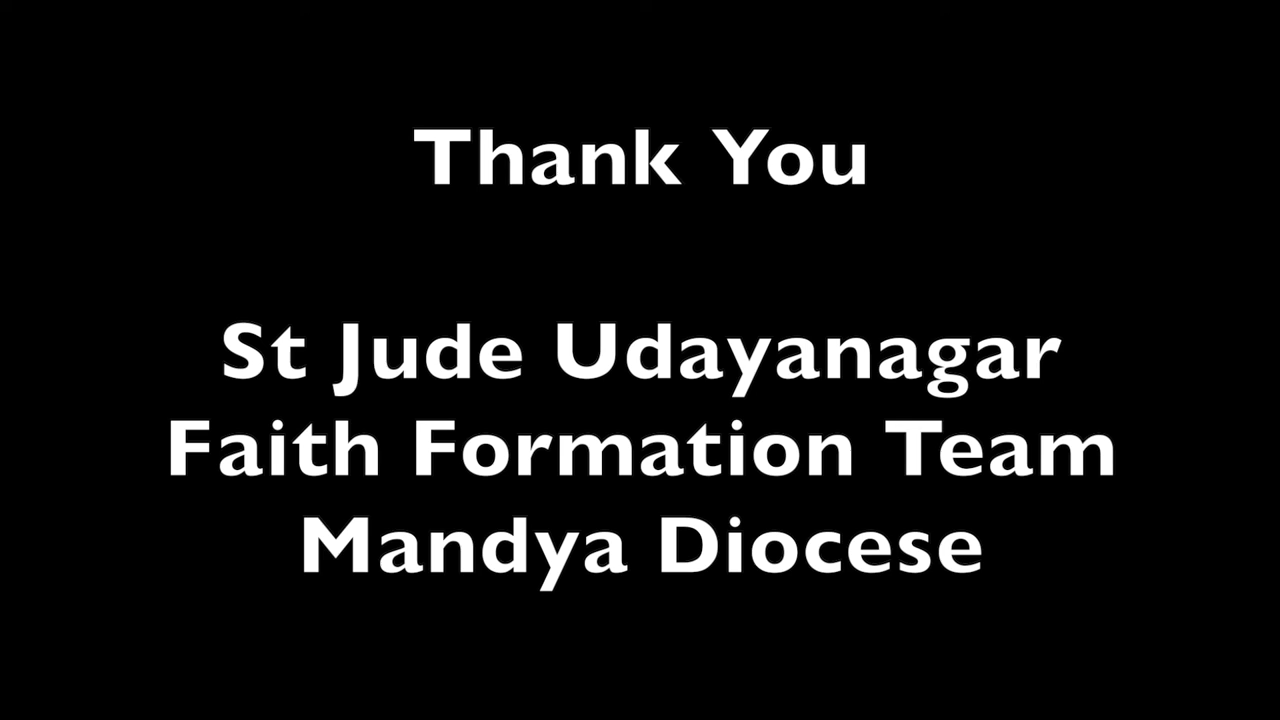 Thank You
St Jude Udayanagar
Faith Formation Team
Mandya Diocese